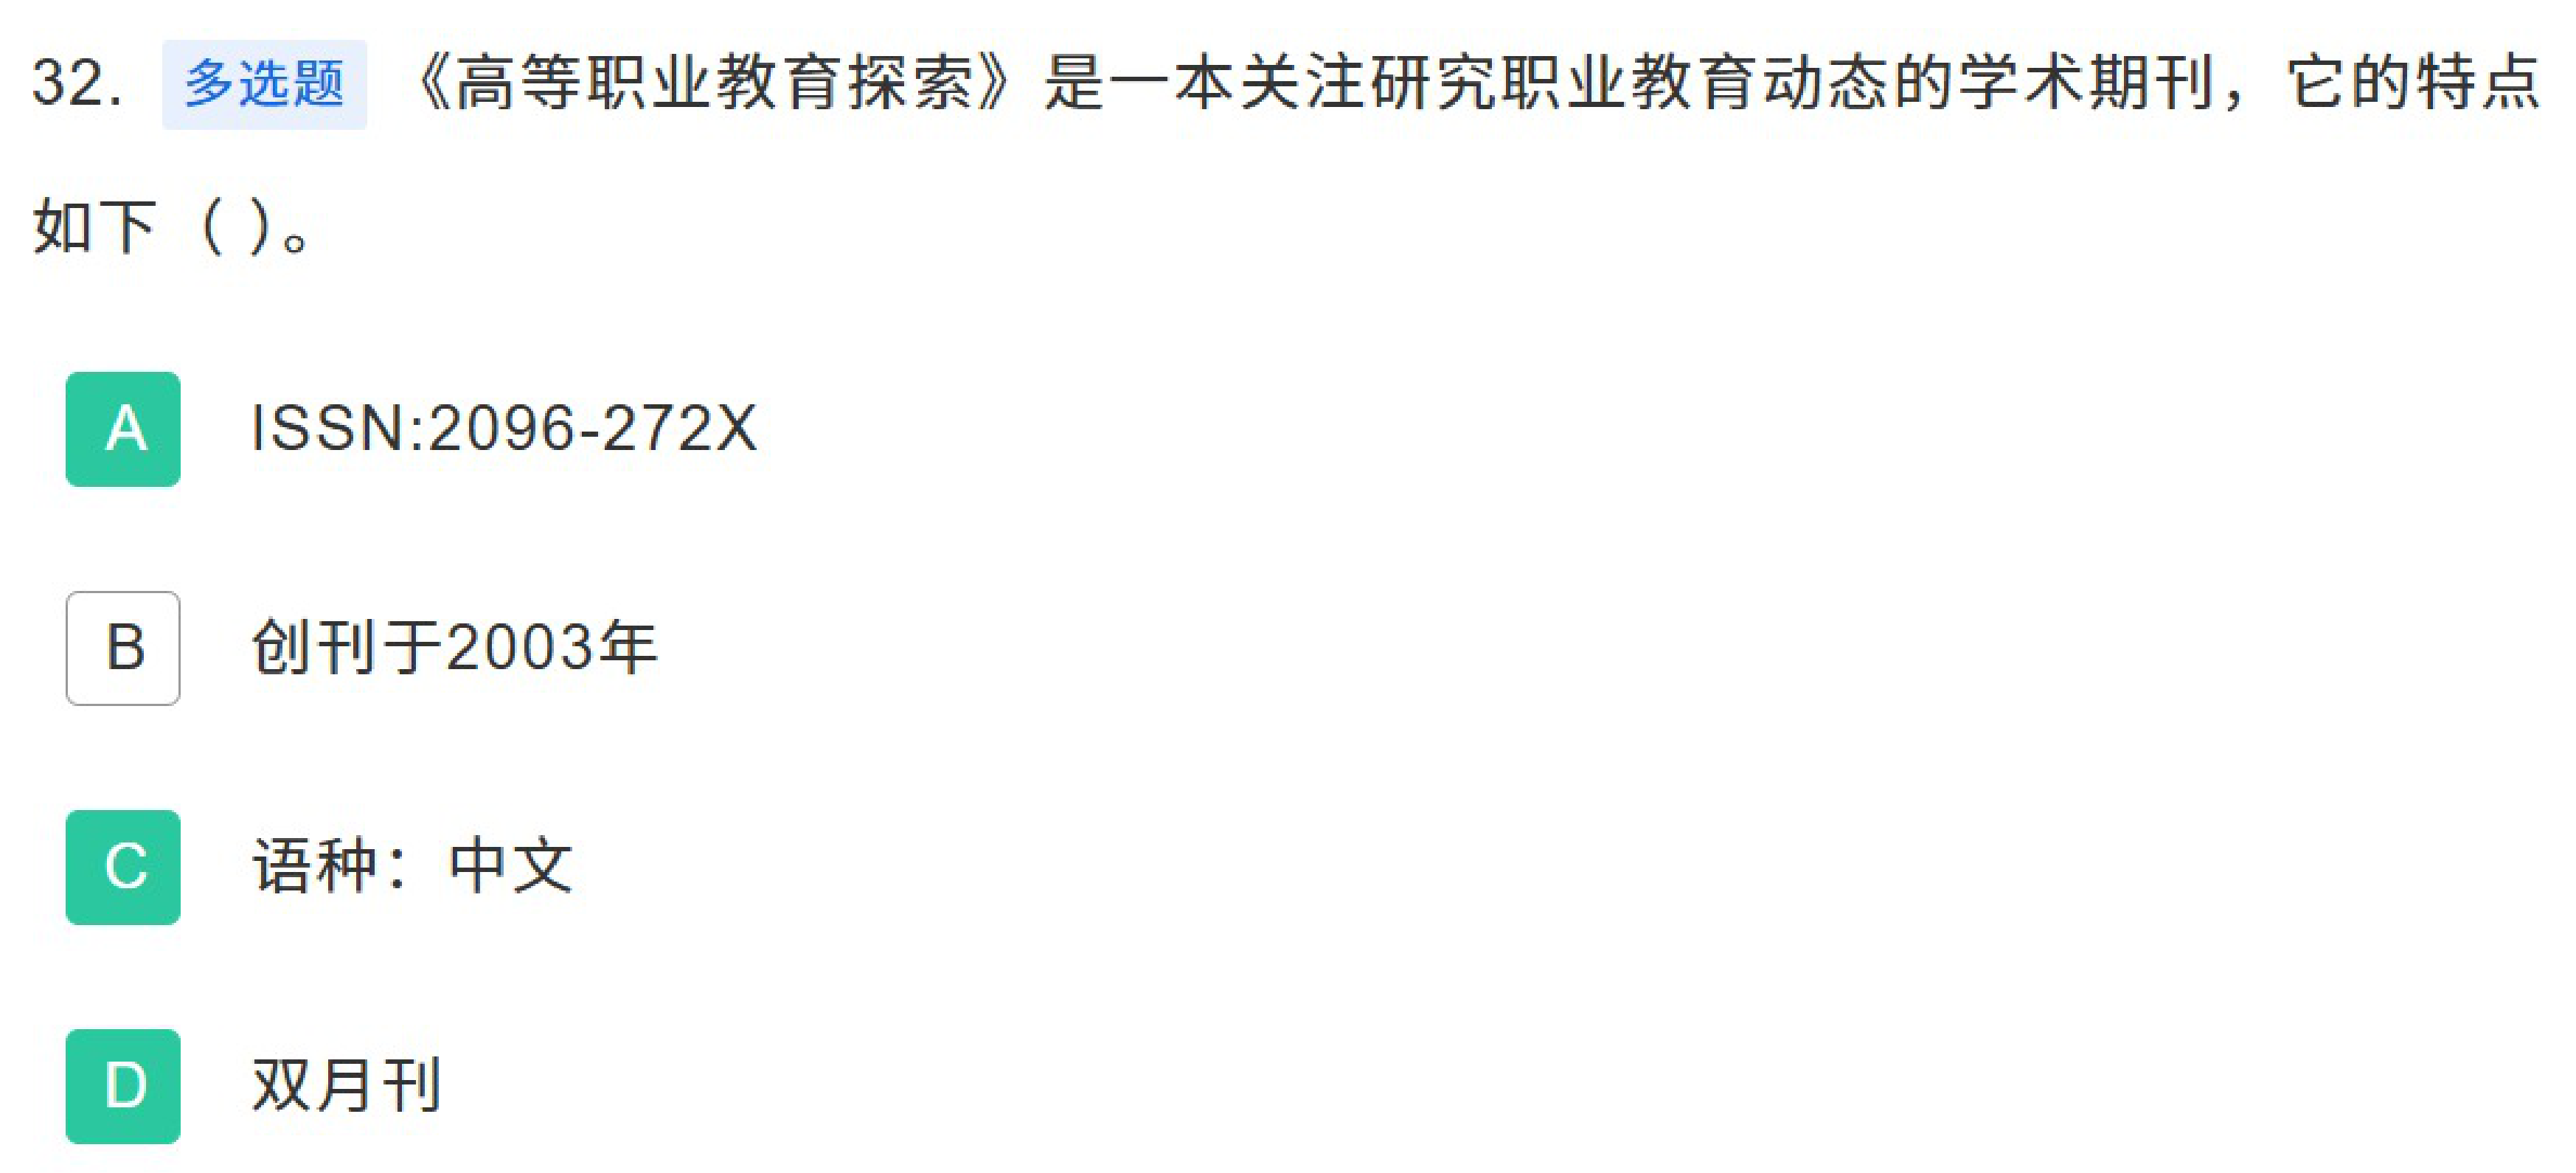 32. 多选题 《高等职业教育探索》是一本关注研究职业教育动态的学术期刊，它的特点
如下（ ）。
A ISSN:2096-272X
B 创刊于2003年
C 语种：中文
D 双月刊